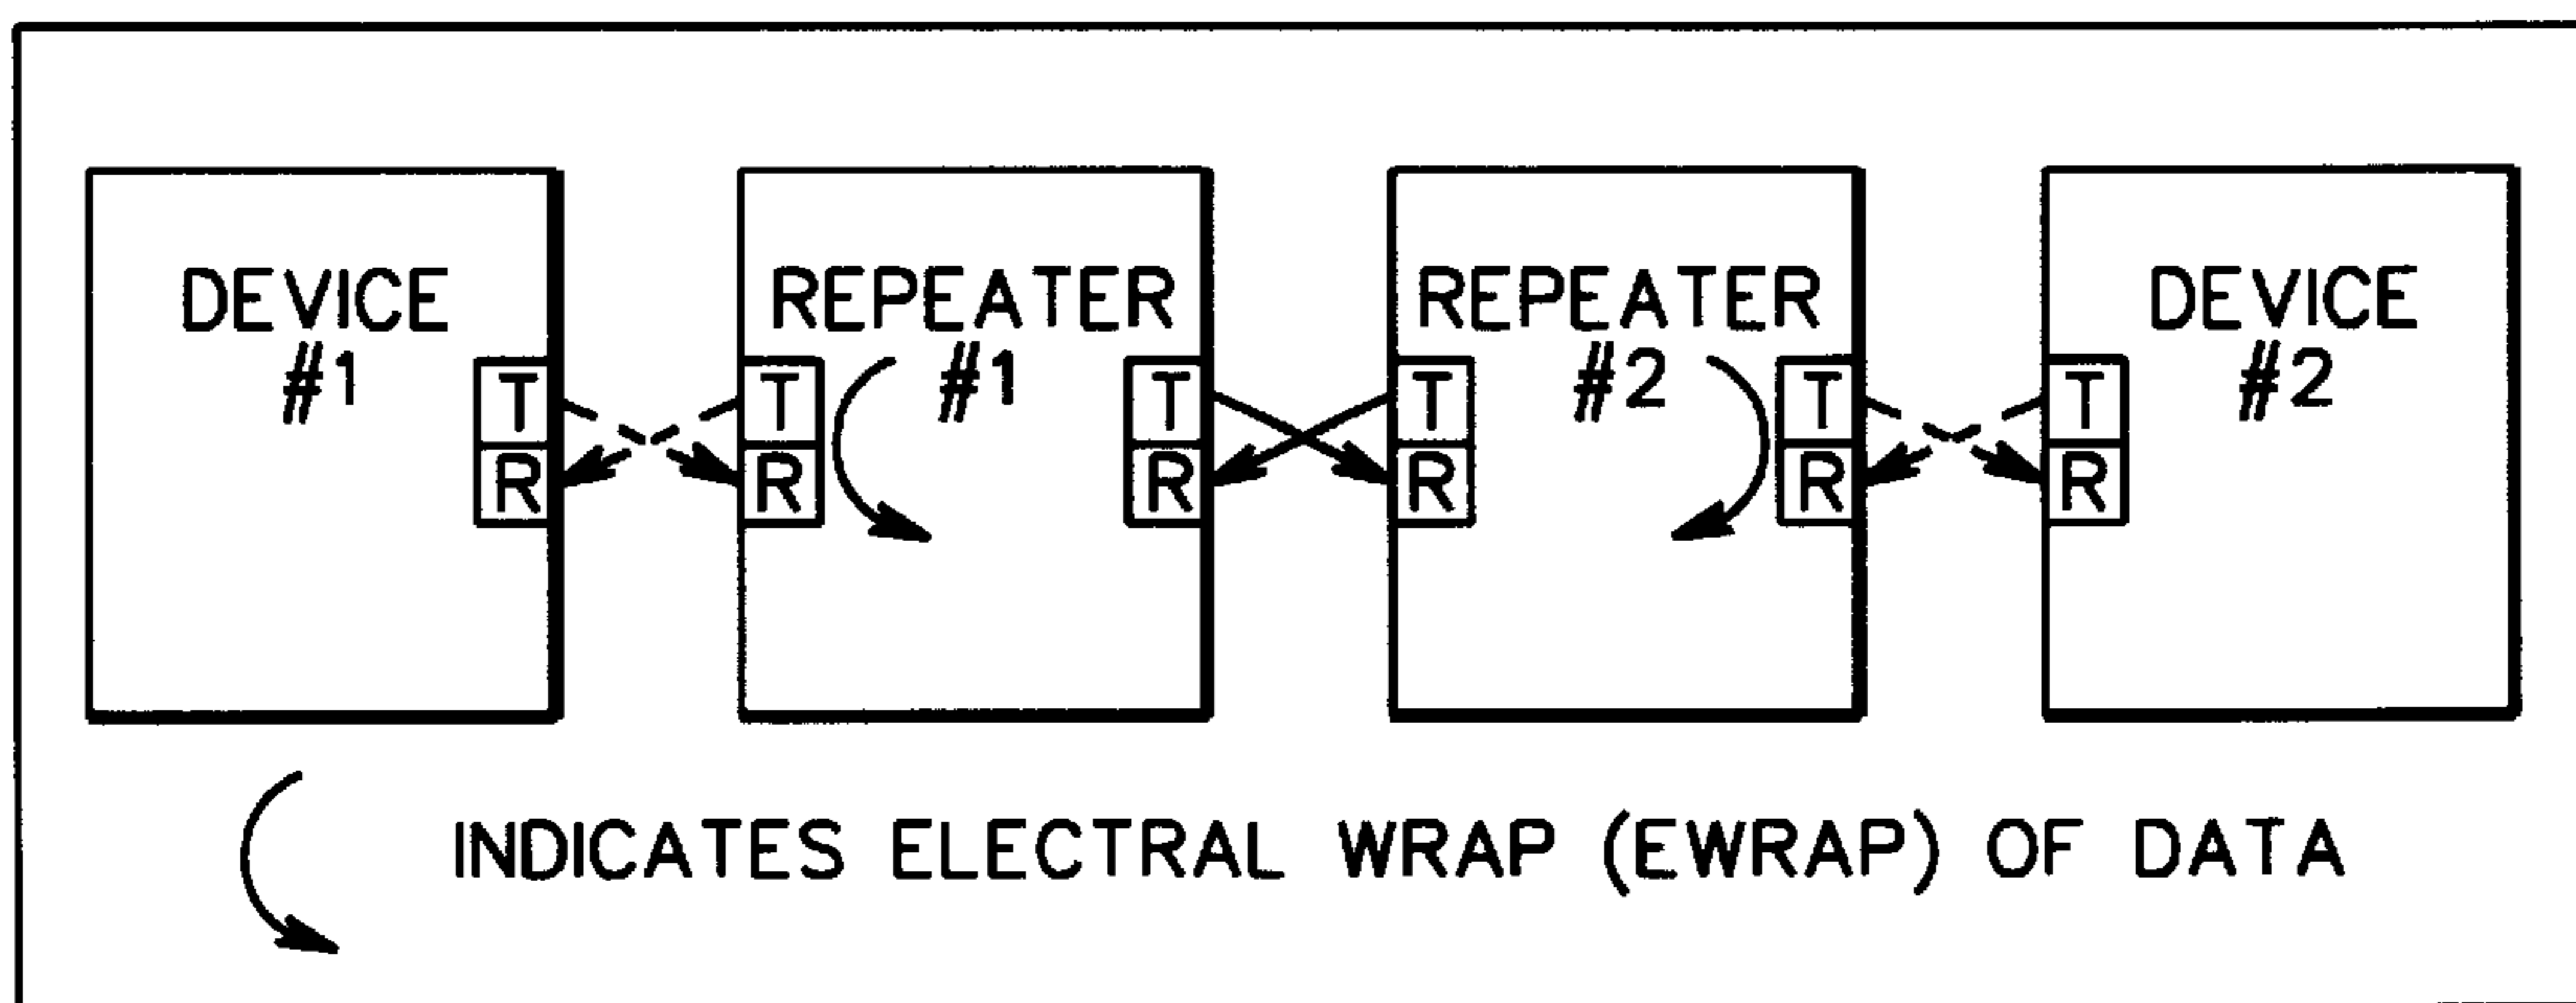 DEVICE
#1
T
R
REPEATER
#1
T
R
T
R
REPEATER
#2
T
R
T
R
DEVICE
#2
T
R
INDICATES ELECTRAL WRAP (EWRAP) OF DATA